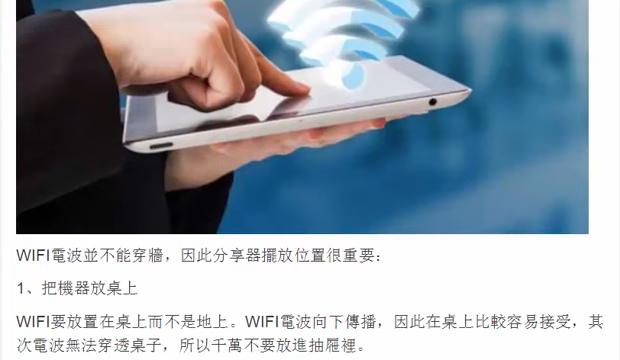 WIFI電波並不能穿牆，因此分享器擺放位置很重要：
1、把機器放桌上
WIFI要放置在桌上而不是地上。WIFI電波向下傳播，因此在桌上比較容易接受，其
次電波無法穿透桌子，所以千萬不要放進抽屜裡。